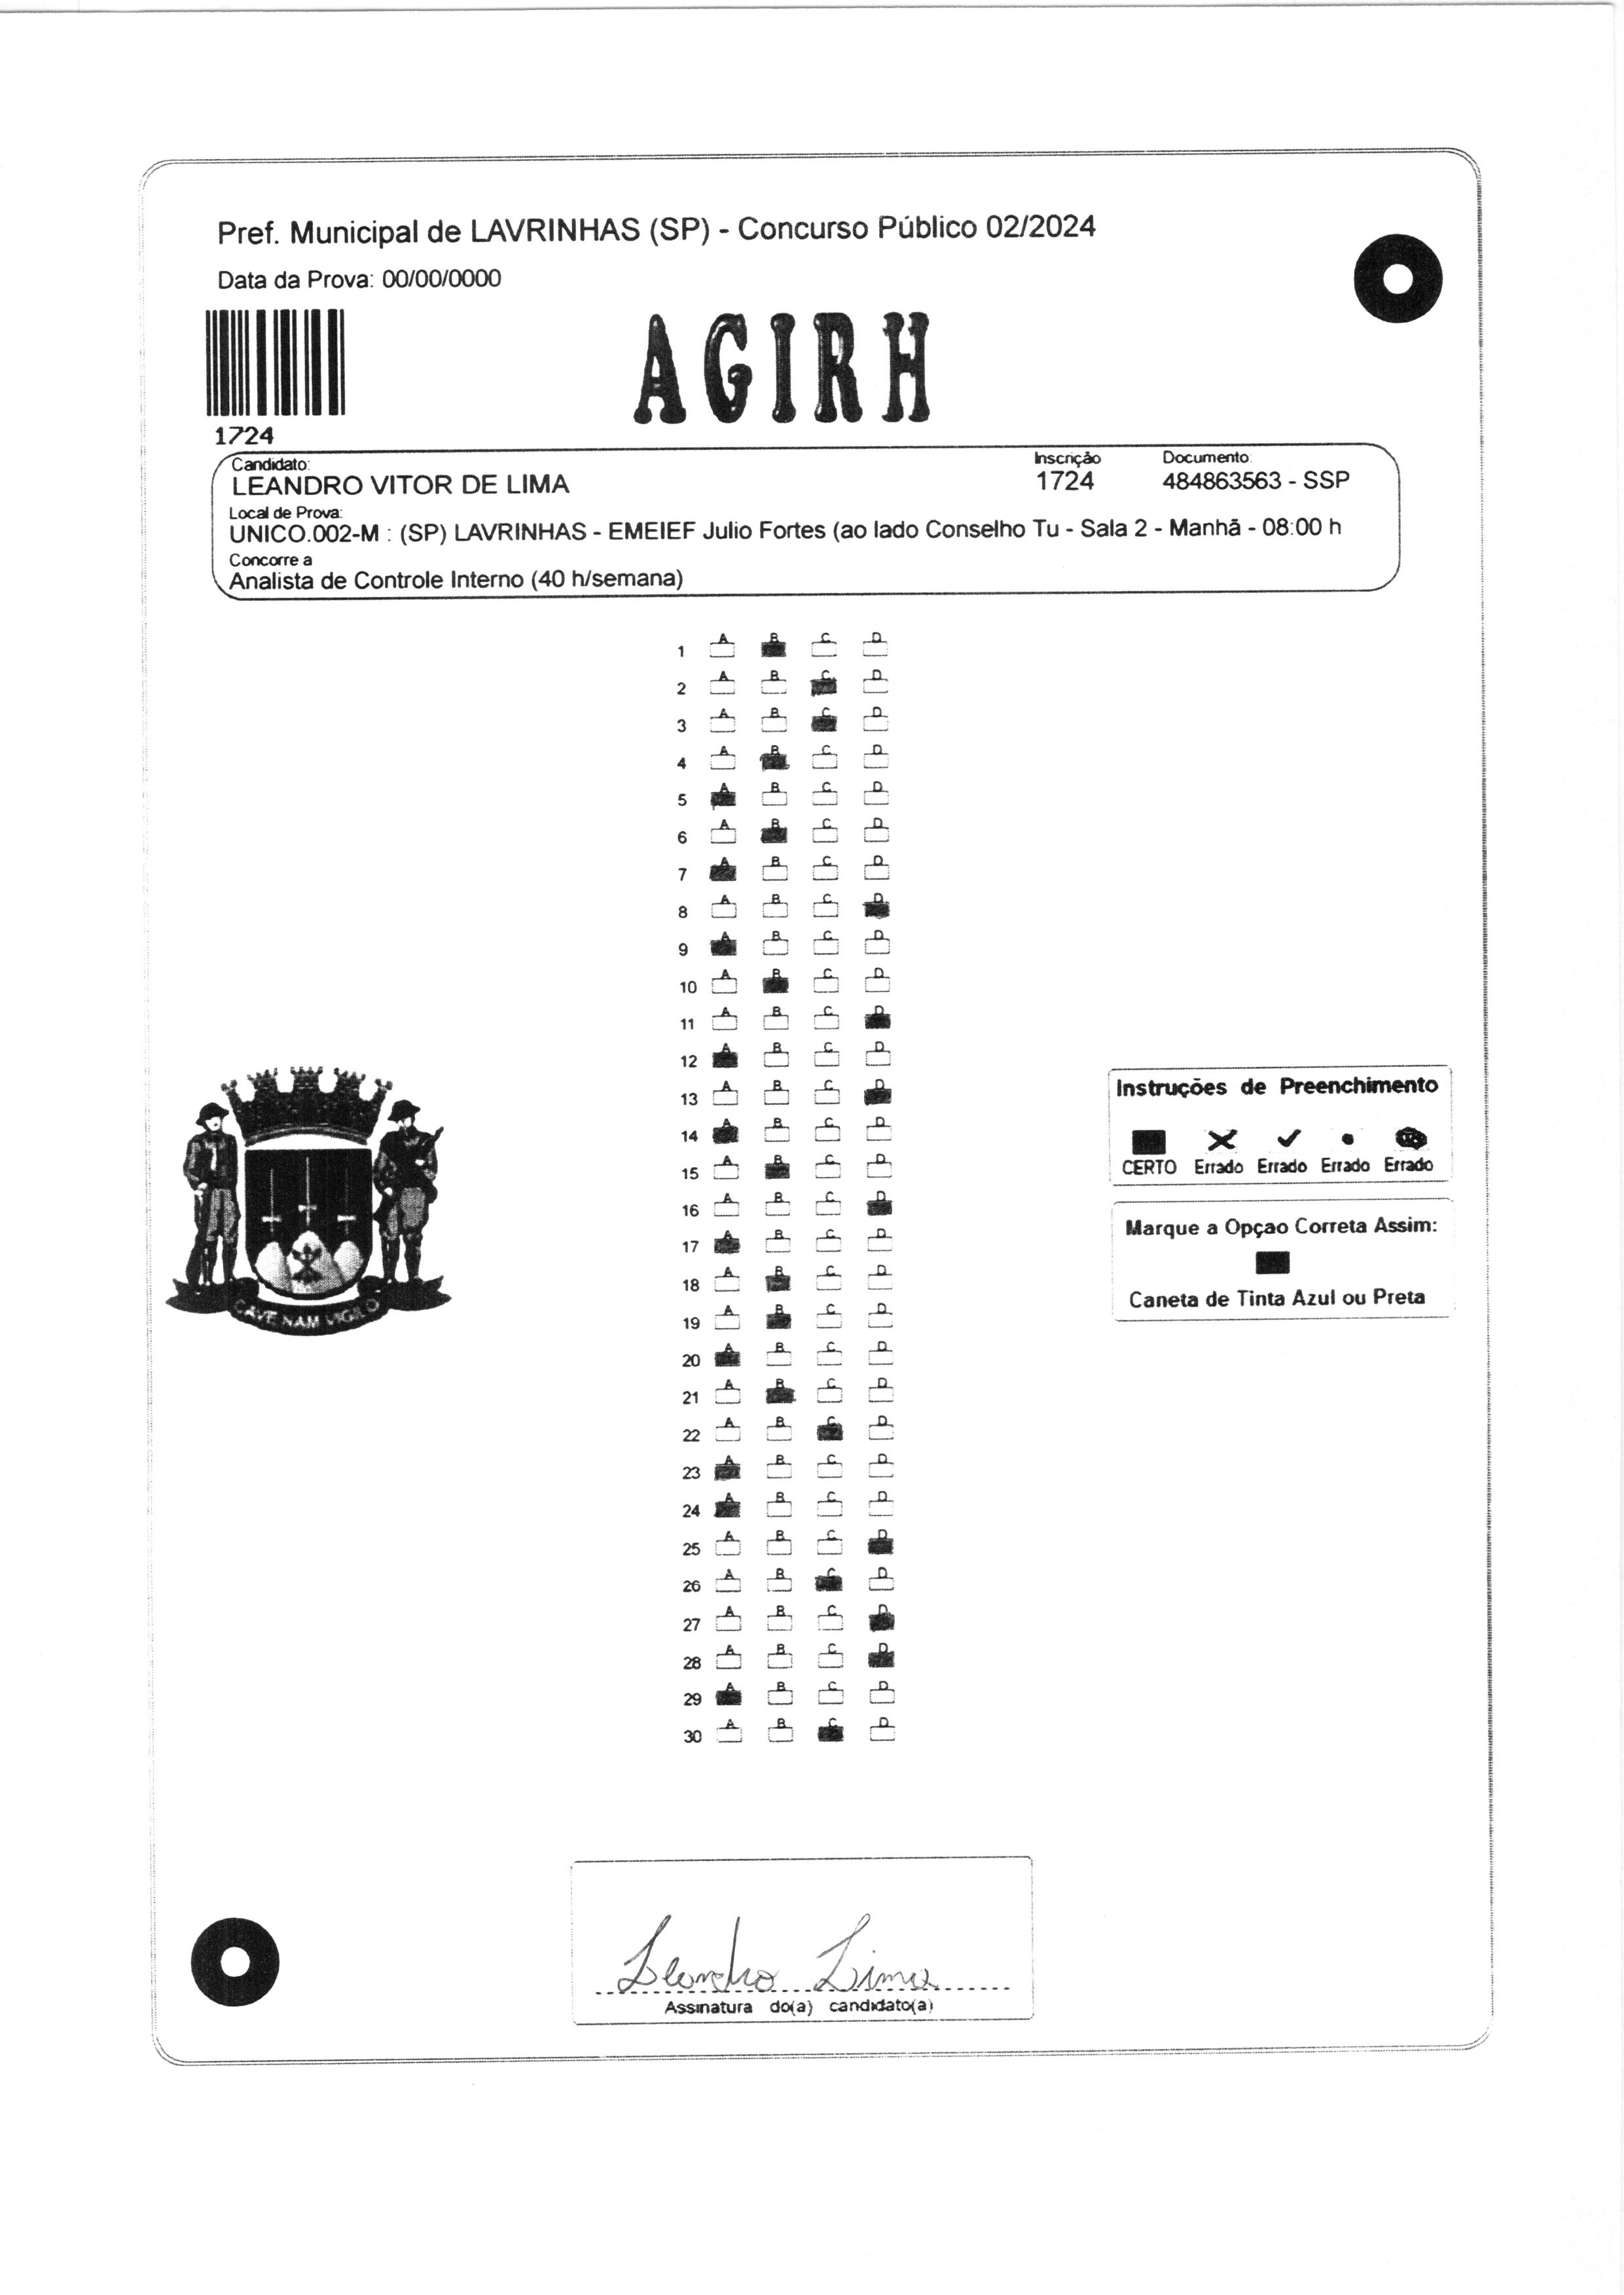 Pref. Municipal de LAVRINHAS (SP) - Concurso Público 02/2024
Data da Prova: 00/00/0000
AGIRH
1724
Candidato: Inscrição Documento:
LEANDRO VITOR DE LIMA 1724 484863563 - SSP
Local de Prova:
UNICO.002-M : (SP) LAVRINHAS - EMEIEF Julio Fortes (ao lado Conselho Tu - Sala 2 - Manhã - 08:00 h
Concorre a
Analista de Controle Interno (40 h/semana)
1 A B C D
2 A B C D
3 A B C D
4 A B C D
5 A B C D
6 A B C D
7 A B C D
8 A B C D
9 A B C D
10 A B C D
11 A B C D
12 A B C D
13 A B C D
14 A B C D
15 A B C D
16 A B C D
17 A B C D
18 A B C D
19 A B C D
20 A B C D
21 A B C D
22 A B C D
23 A B C D
24 A B C D
25 A B C D
26 A B C D
27 A B C D
28 A B C D
29 A B C D
30 A B C D
CAVE NAM VIGILO
Instruções de Preenchimento
CERTO Errado Errado Errado Errado
Marque a Opçao Correta Assim:
Caneta de Tinta Azul ou Preta
Leandro Lima
Assinatura do(a) candidato(a)